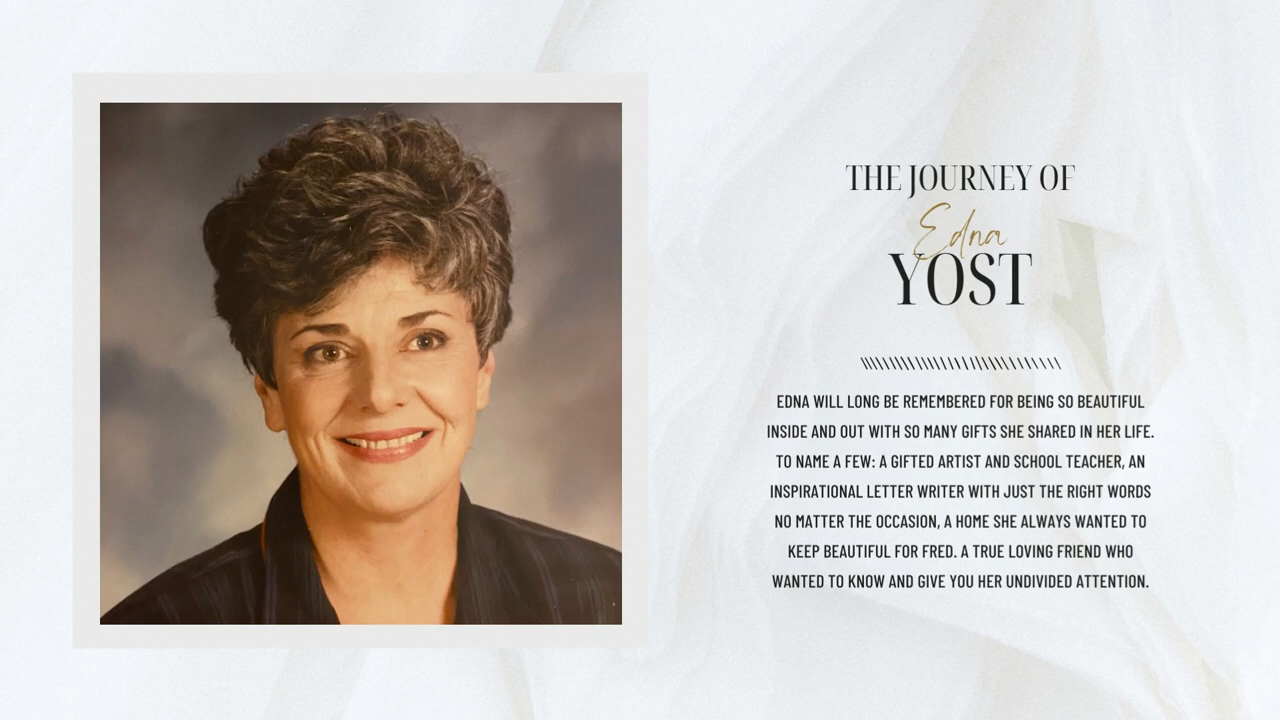 THE JOURNEY OF
Edna
YOST
EDNA WILL LONG BE REMEMBERED FOR BEING SO BEAUTIFUL
INSIDE AND OUT WITH SO MANY GIFTS SHE SHARED IN HER LIFE.
TO NAME A FEW: A GIFTED ARTIST AND SCHOOL TEACHER, AN
INSPIRATIONAL LETTER WRITER WITH JUST THE RIGHT WORDS
NO MATTER THE OCCASION, A HOME SHE ALWAYS WANTED TO
KEEP BEAUTIFUL FOR FRED. A TRUE LOVING FRIEND WHO
WANTED TO KNOW AND GIVE YOU HER UNDIVIDED ATTENTION.